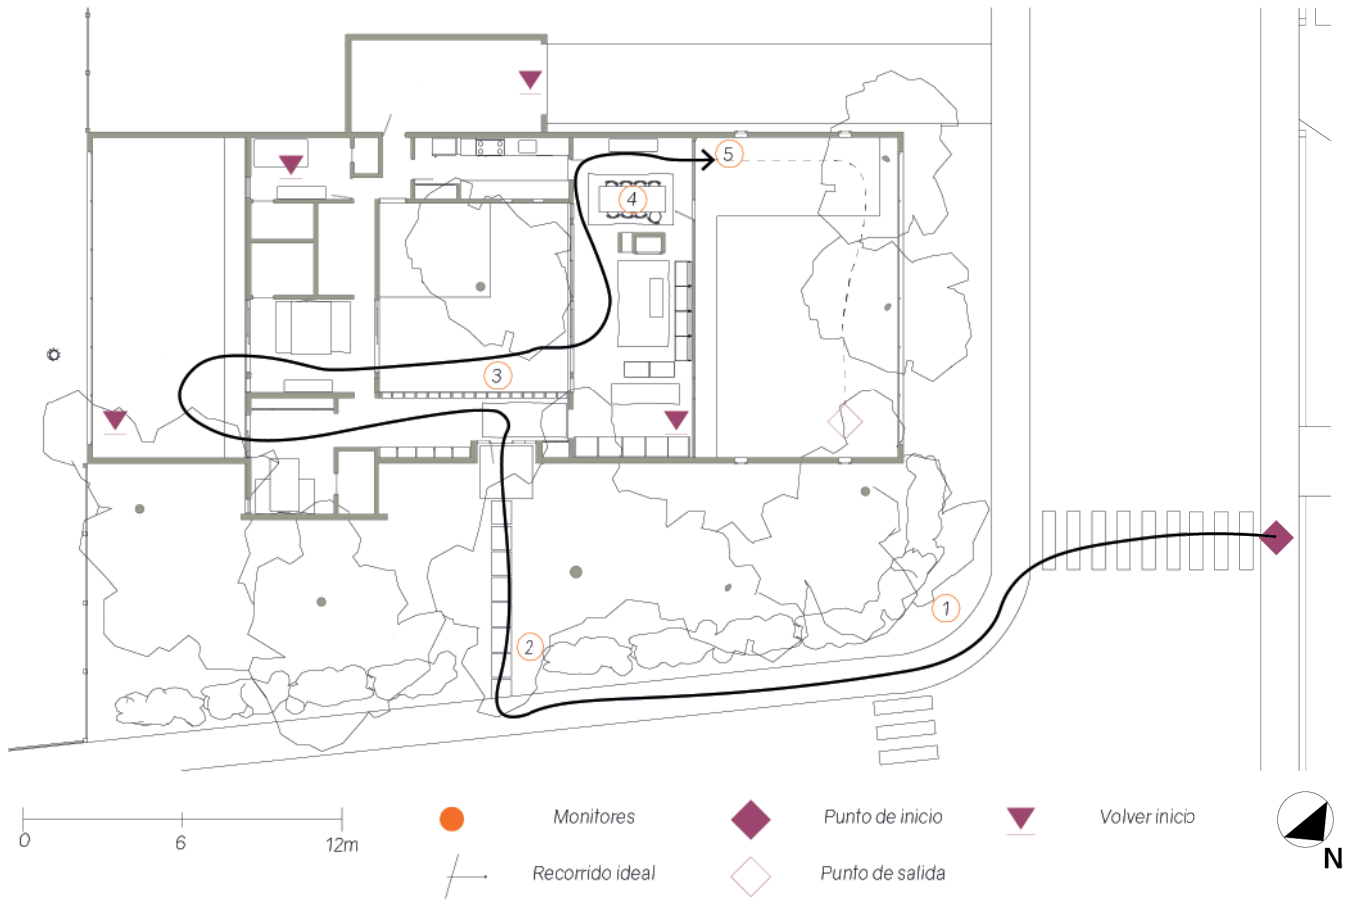 5
4
3
1
2
0 6 12m
Monitores Punto de inicio Volver inicio
Recorrido ideal Punto de salida
N